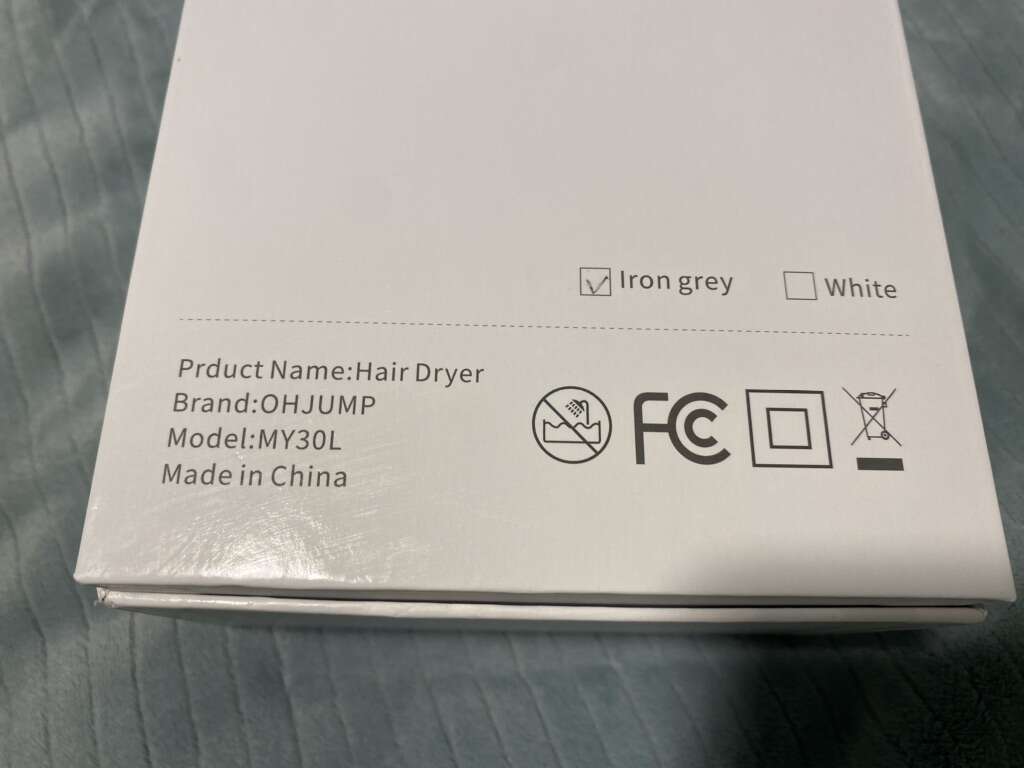 Iron grey White
Prduct Name:Hair Dryer
Brand:OHJUMP
Model:MY30L
Made in China
FC